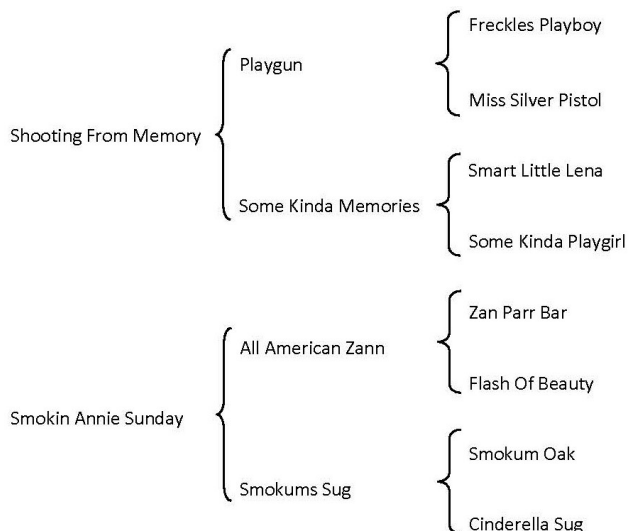 Freckles Playboy
Playgun
Miss Silver Pistol
Shooting From Memory
Smart Little Lena
Some Kinda Memories
Some Kinda Playgirl
Zan Parr Bar
All American Zann
Flash Of Beauty
Smokin Annie Sunday
Smokum Oak
Smokums Sug
Cinderella Sug